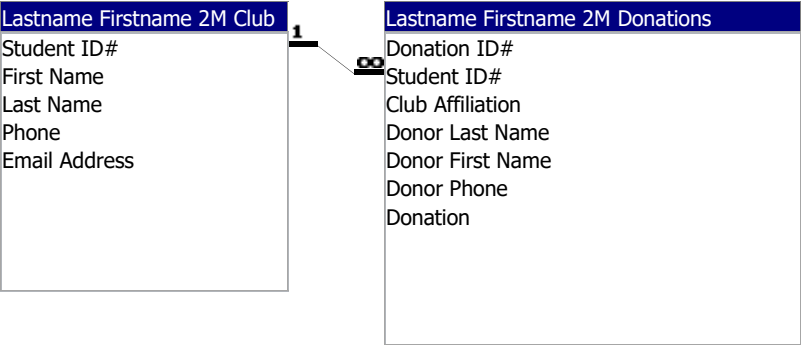 Lastname Firstname 2M Club
Student ID#
First Name
Last Name
Phone
Email Address
1
∞
Lastname Firstname 2M Donations
Donation ID#
Student ID#
Club Affiliation
Donor Last Name
Donor First Name
Donor Phone
Donation